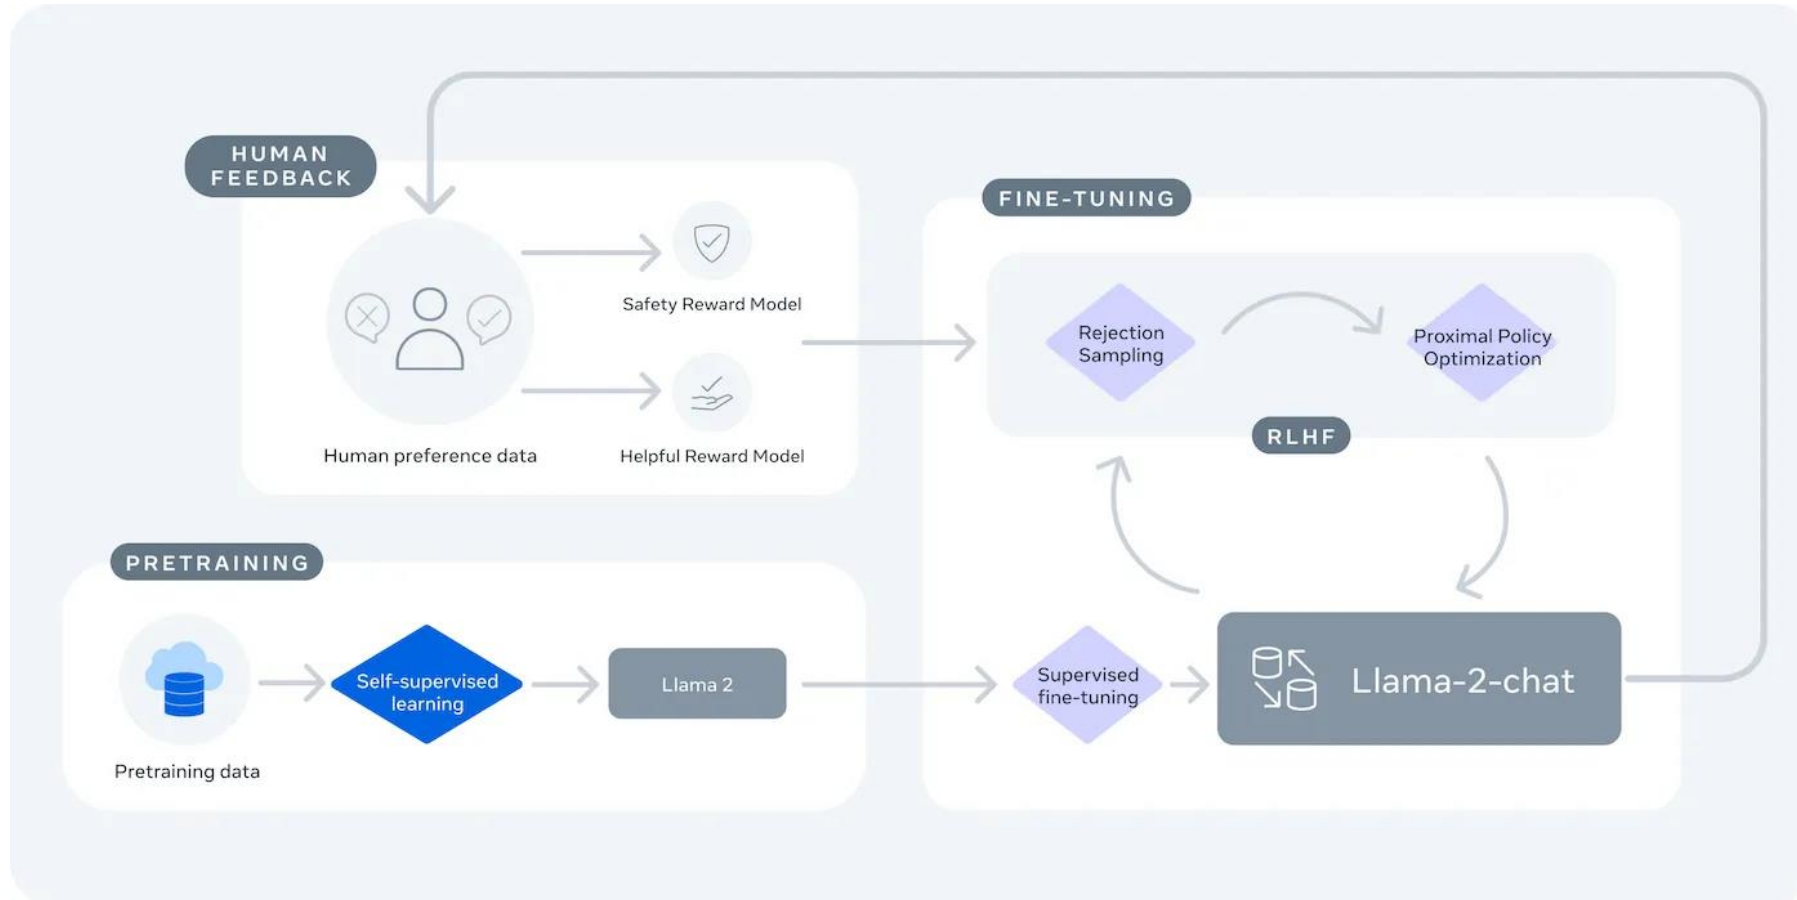 HUMAN
FEEDBACK
Safety Reward Model
Human preference data
Helpful Reward Model
FINE-TUNING
Rejection
Sampling
Proximal Policy
Optimization
RLHF
PRETRAINING
Pretraining data
Self-supervised
learning
Llama 2
Supervised
fine-tuning
Llama-2-chat